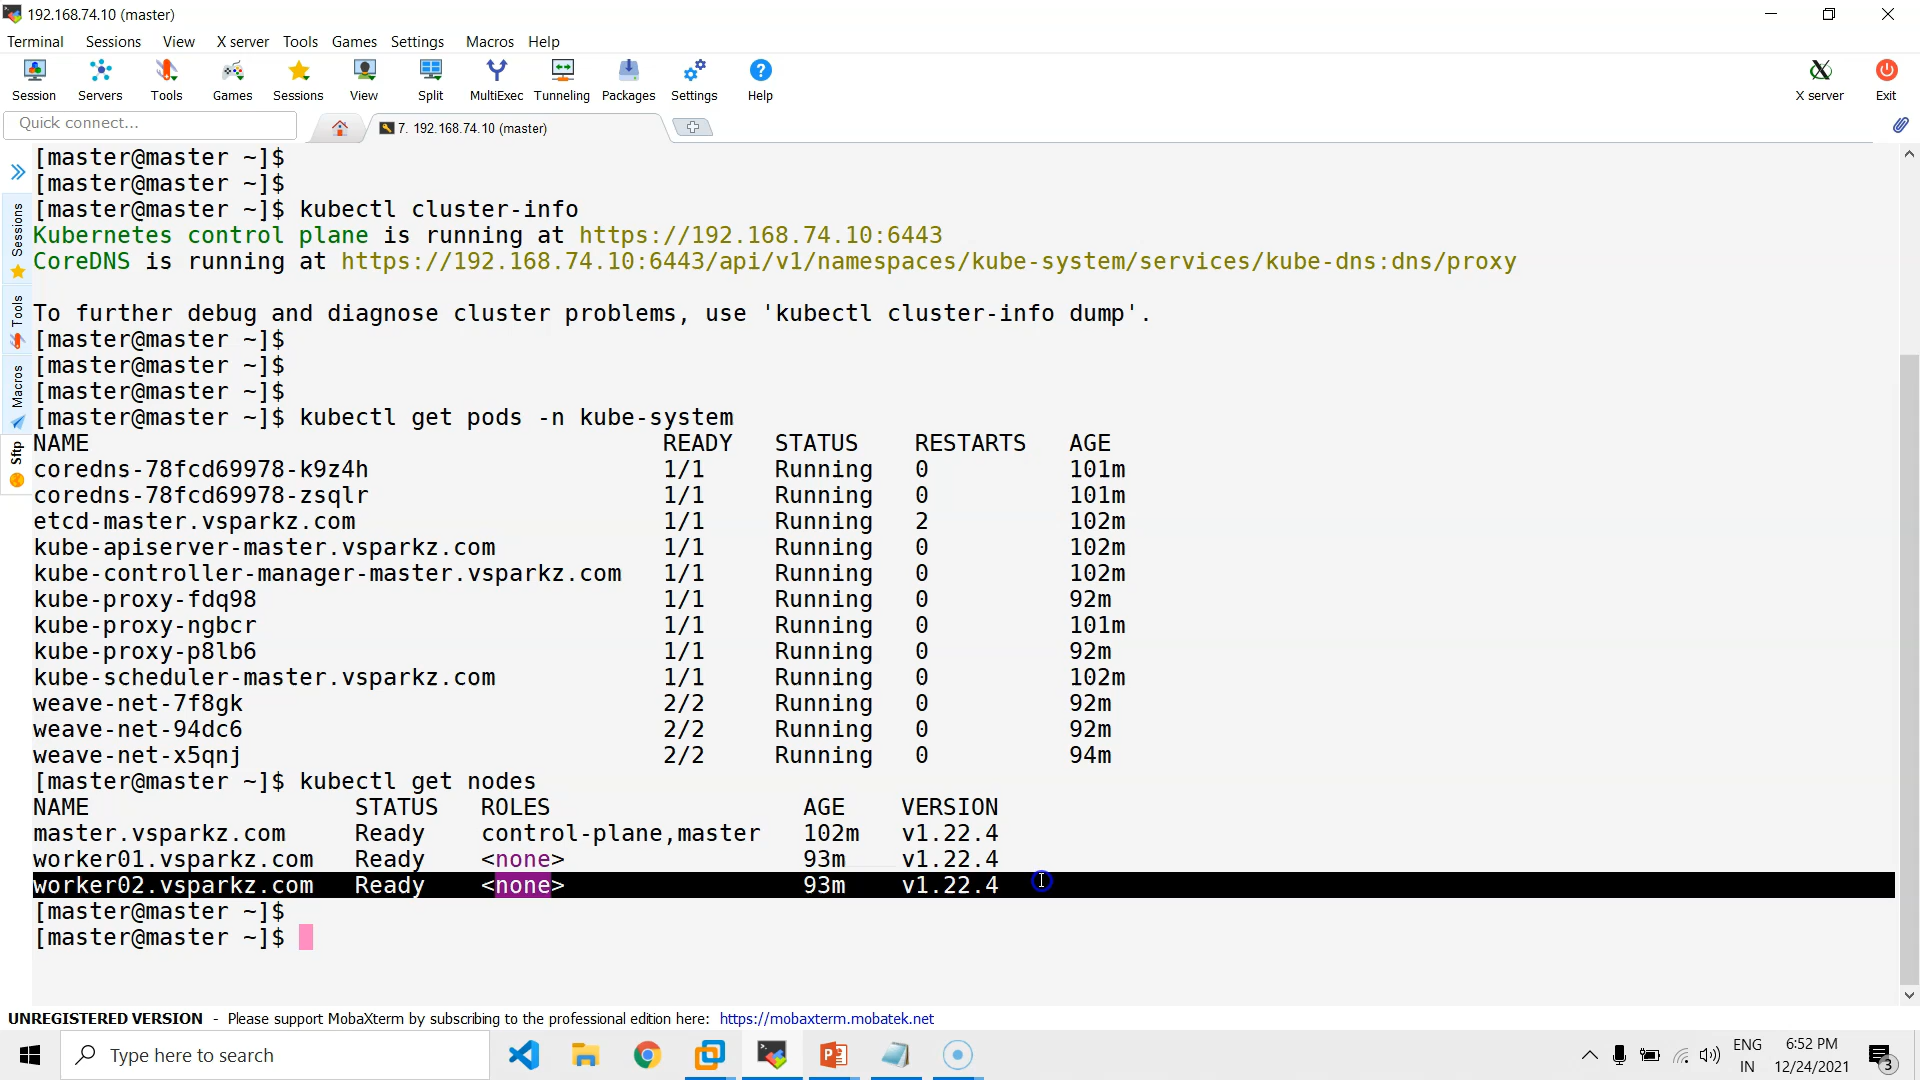 192.168.74.10 (master)
Terminal Sessions View X server Tools Games Settings Macros Help
Session Servers Tools Games Sessions View Split MultiExec Tunneling Packages Settings Help X server Exit
Quick connect...
7. 192.168.74.10 (master)
Sessions
Tools
Macros
Sftp
[master@master ~]$
[master@master ~]$
[master@master ~]$ kubectl cluster-info
Kubernetes control plane is running at https://192.168.74.10:6443
CoreDNS is running at https://192.168.74.10:6443/api/v1/namespaces/kube-system/services/kube-dns:dns/proxy
To further debug and diagnose cluster problems, use 'kubectl cluster-info dump'.
[master@master ~]$
[master@master ~]$
[master@master ~]$
[master@master ~]$ kubectl get pods -n kube-system
NAME READY STATUS RESTARTS AGE
coredns-78fcd69978-k9z4h 1/1 Running 0 101m
coredns-78fcd69978-zsqlr 1/1 Running 0 101m
etcd-master.vsparkz.com 1/1 Running 2 102m
kube-apiserver-master.vsparkz.com 1/1 Running 0 102m
kube-controller-manager-master.vsparkz.com 1/1 Running 0 102m
kube-proxy-fdq98 1/1 Running 0 92m
kube-proxy-ngbcr 1/1 Running 0 101m
kube-proxy-p8lb6 1/1 Running 0 92m
kube-scheduler-master.vsparkz.com 1/1 Running 0 102m
weave-net-7f8gk 2/2 Running 0 92m
weave-net-94dc6 2/2 Running 0 92m
weave-net-x5qnj 2/2 Running 0 94m
[master@master ~]$ kubectl get nodes
NAME STATUS ROLES AGE VERSION
master.vsparkz.com Ready control-plane,master 102m v1.22.4
worker01.vsparkz.com Ready <none> 93m v1.22.4
worker02.vsparkz.com Ready <none> 93m v1.22.4
[master@master ~]$
[master@master ~]$
UNREGISTERED VERSION - Please support MobaXterm by subscribing to the professional edition here: https://mobaxterm.mobatek.net
Type here to search
ENG
IN
6:52 PM
12/24/2021
3